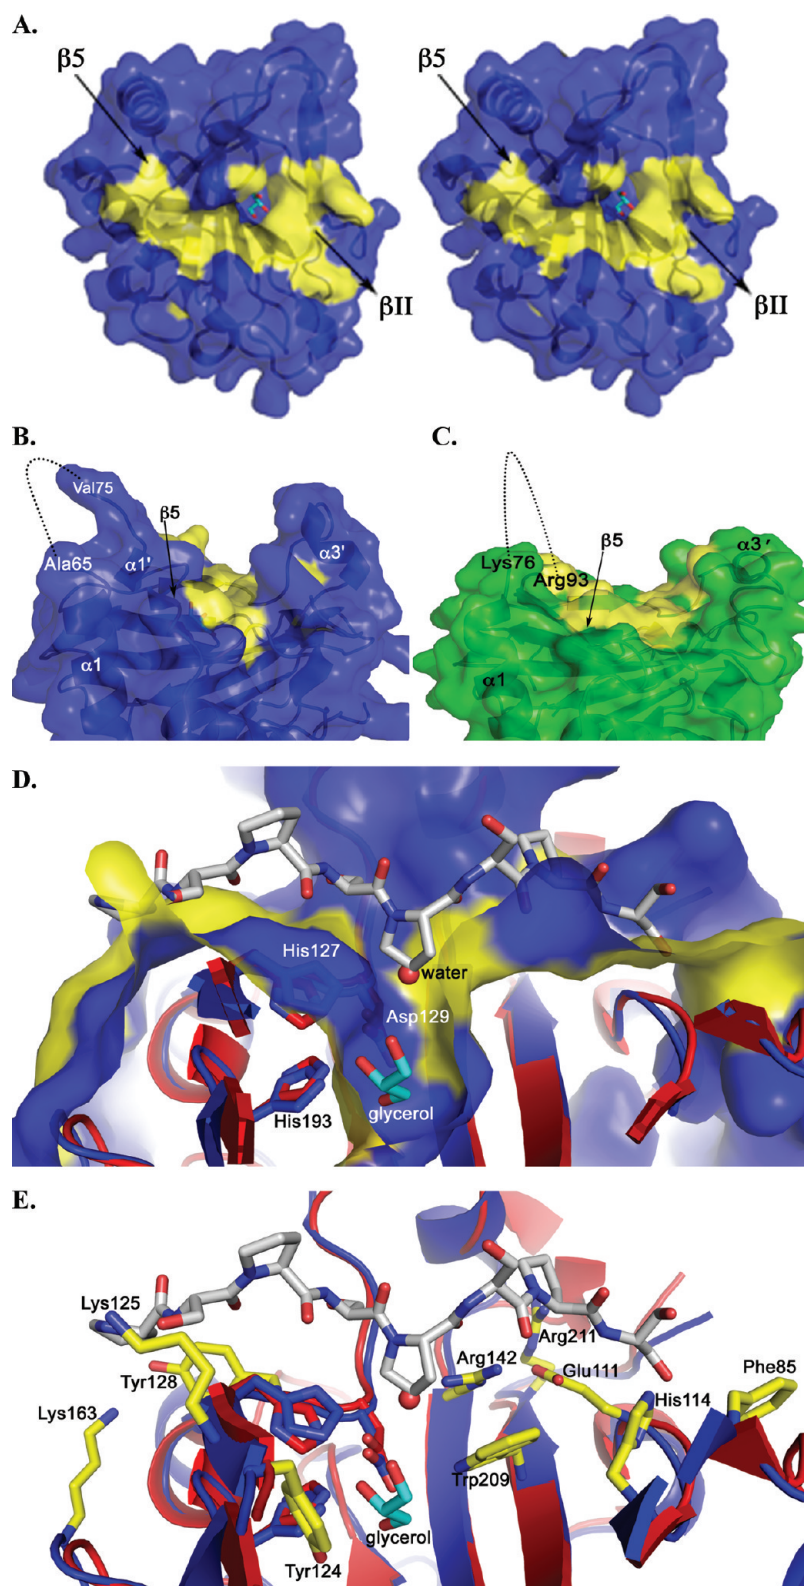 A.
β5
β5
βII
βII
B.
C.
Val75
β5
Ala65
α1'
α3'
α1
β5
α3'
Lys76
Arg93
α1
D.
His127
water
Asp129
His193
glycerol
E.
Lys125
Arg211
Arg142
Glu111
Phe85
Tyr128
His114
Lys163
Trp209
glycerol
Tyr124